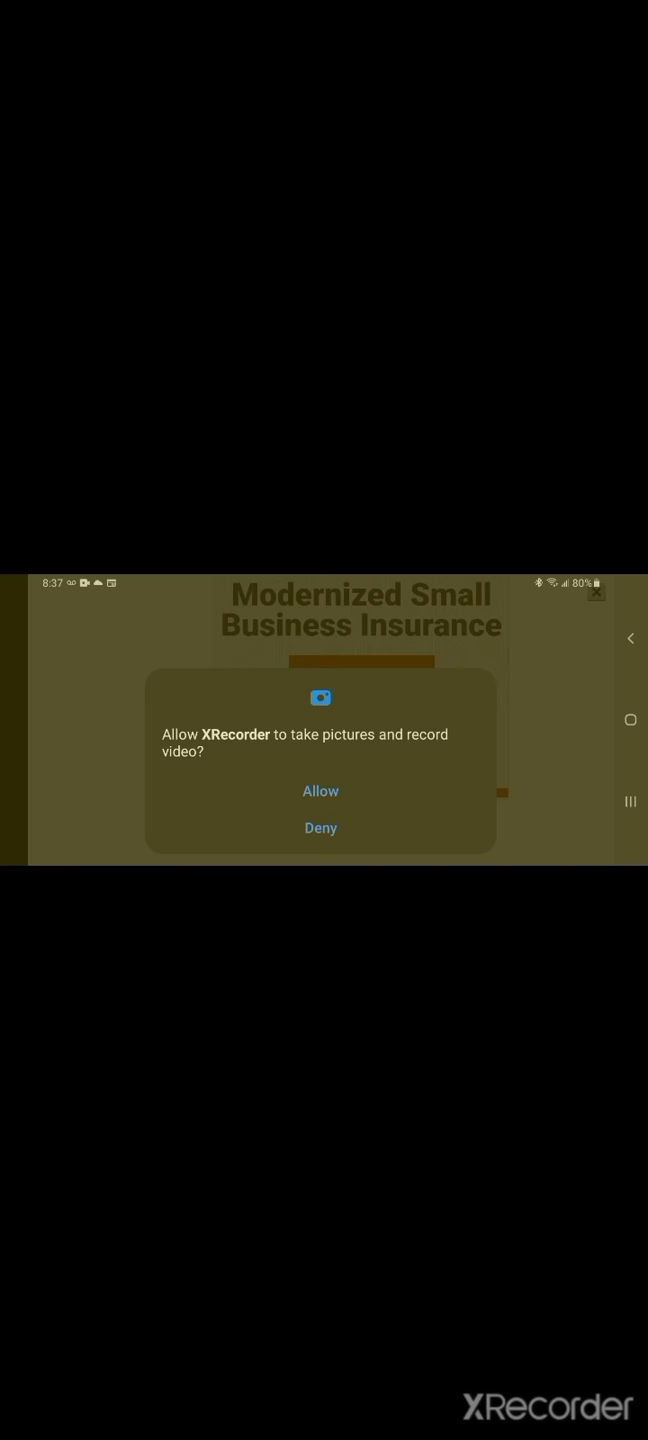 8:37
80%
Modernized Small
Business Insurance
Allow XRecorder to take pictures and record
video?
Allow
Deny
XRecorder